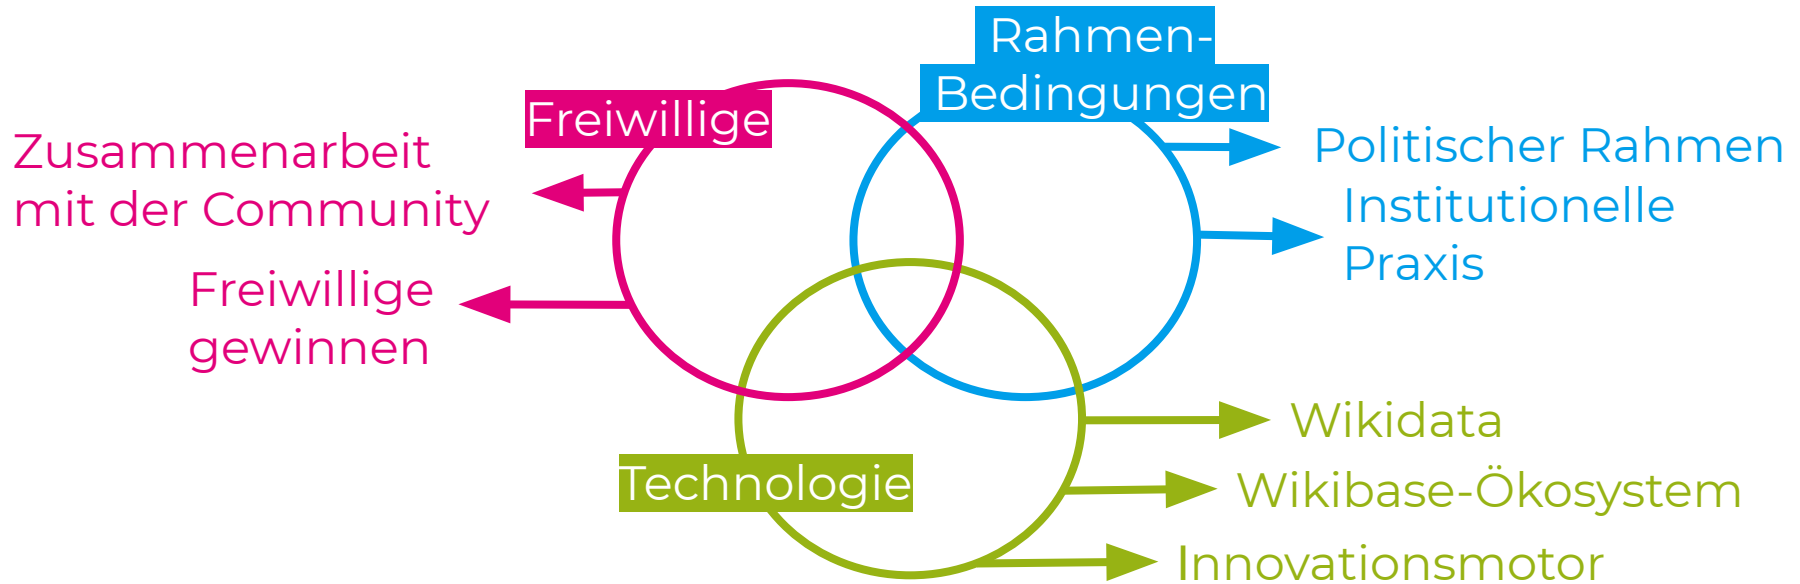 Rahmen-
Bedingungen
Freiwillige
Zusammenarbeit
mit der Community
Freiwillige
gewinnen
Politischer Rahmen
Institutionelle
Praxis
Technologie
Wikidata
Wikibase-Ökosystem
Innovationsmotor